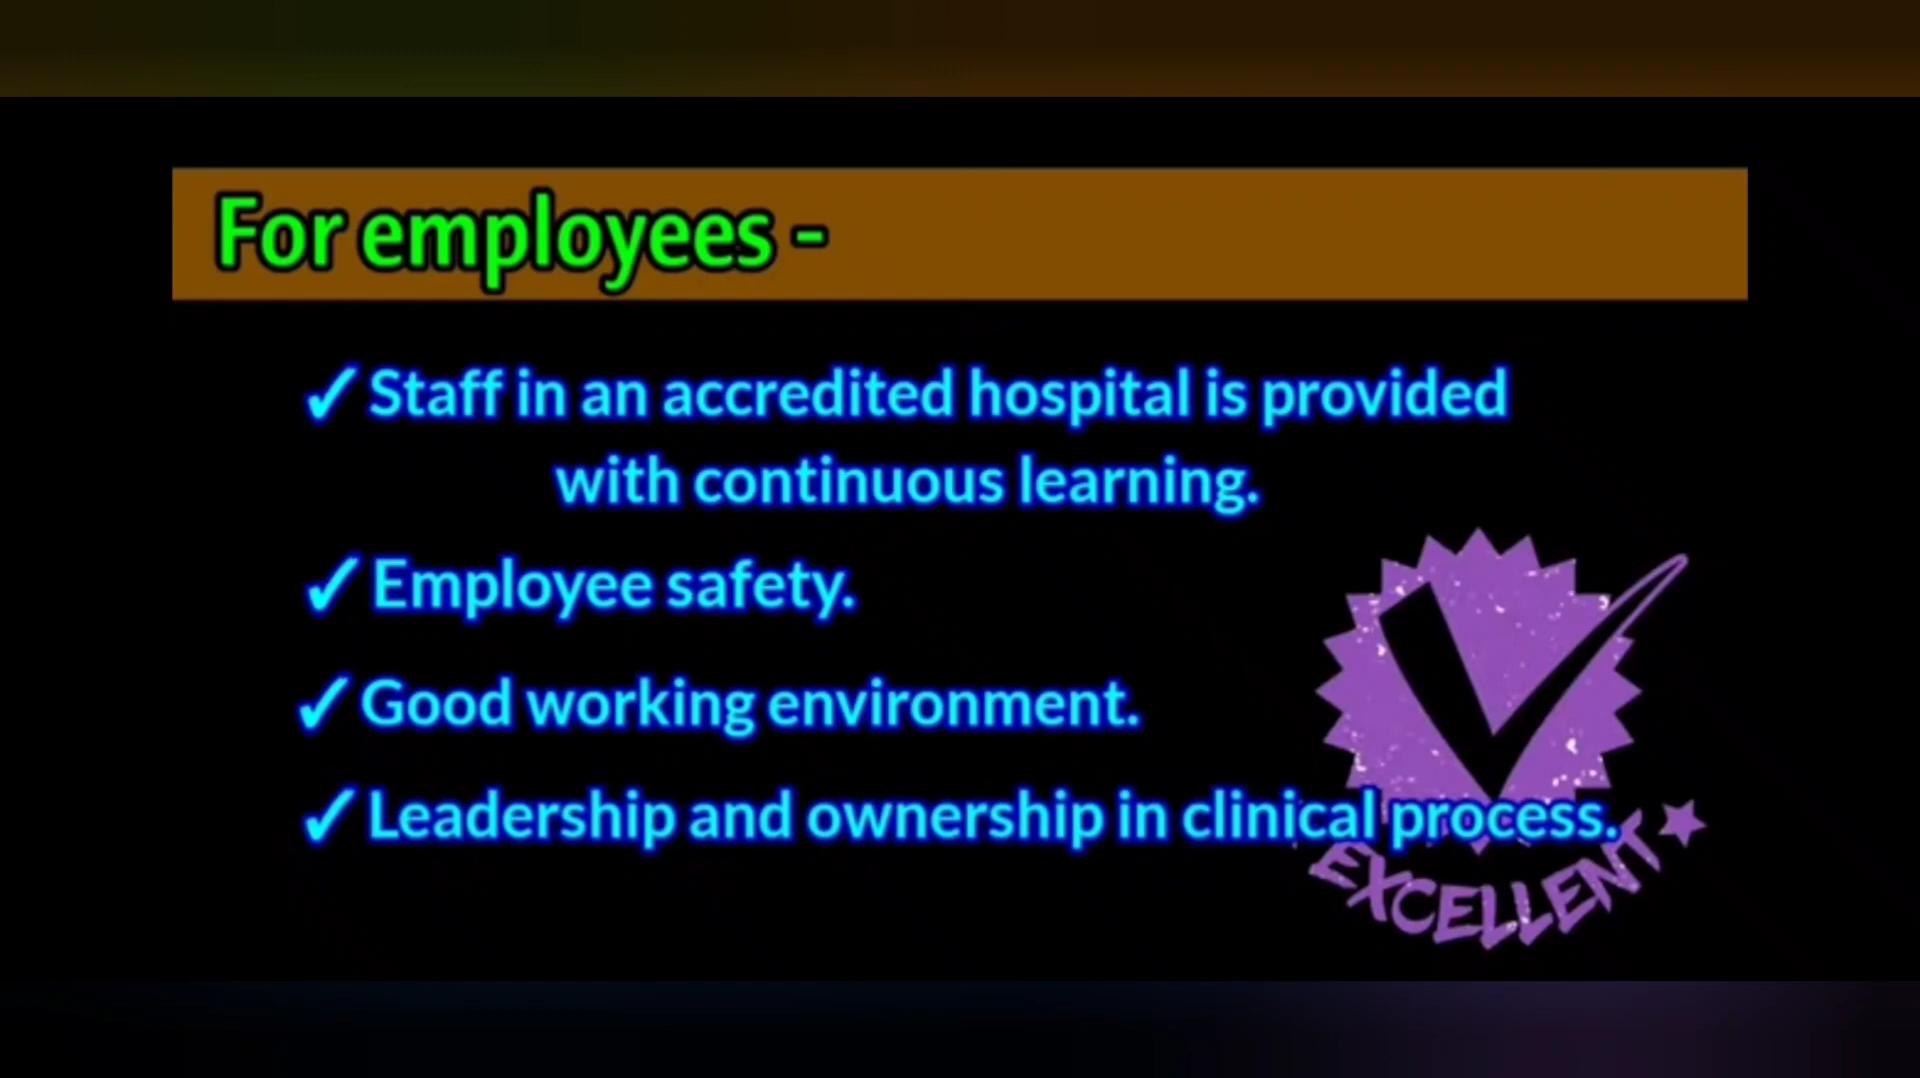 For employees -
✓Staff in an accredited hospital is provided
with continuous learning.
✓Employee safety.
✓Good working environment.
✓Leadership and ownership in clinical process.
EXCELLENT